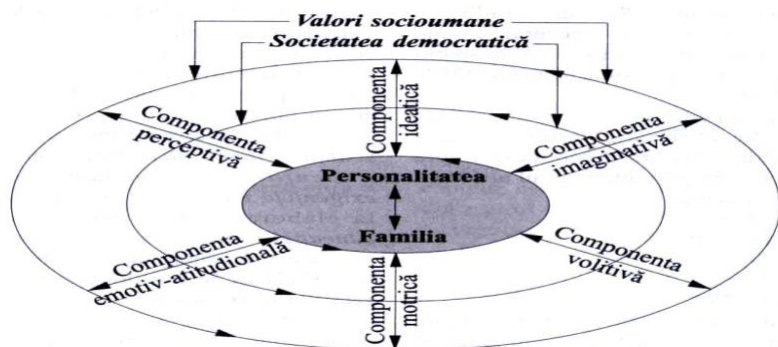 Valori socioumane
Societatea democratică
Componenta
ideatică
Componenta
perceptivă
Componenta
imaginativă
Personalitatea
Familia
Componenta
emotiv-atitudională
Componenta
volitivă
Componenta
motrică